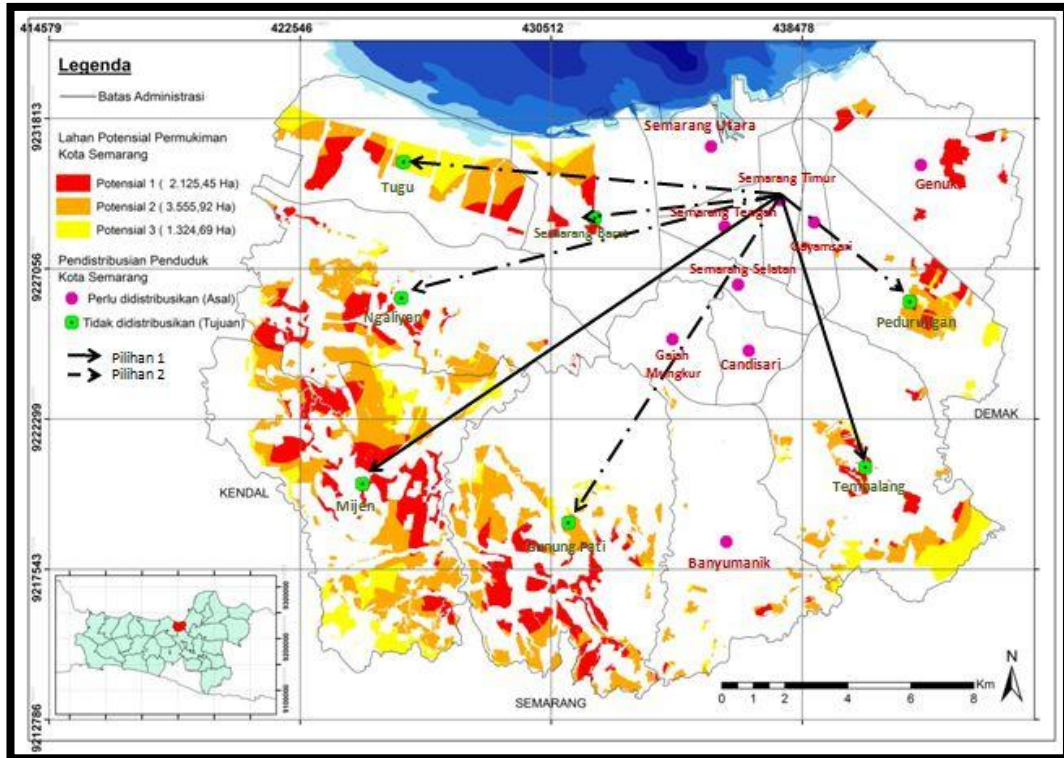 414579
422546
430512
438478
Legenda
Batas Administrasi
Lahan Potensial Permukiman
Kota Semarang
Potensial 1 ( 2.125,45 Ha)
Potensial 2 ( 3.555,92 Ha)
Potensial 3 ( 1.324,69 Ha)
Pendistribusian Penduduk
Kota Semarang
Perlu didistribusikan (Asal)
Tidak didistribusikan (Tujuan)
Pilihan 1
Pilihan 2
9231813
9227056
9222299
9217543
9212786
Semarang Utara
Semarang Timur
Genuk
Tugu
Semarang Tengah
Semarang Barat
Gayamsari
Semarang Selatan
Ngaliyan
Pedurungan
Gajah
Mungkur
Candisari
DEMAK
KENDAL
Mijen
Tembalang
Gunung Pati
Banyumanik
SEMARANG
9300000
9200000
9100000
N
Km
0 1 2 4 6 8